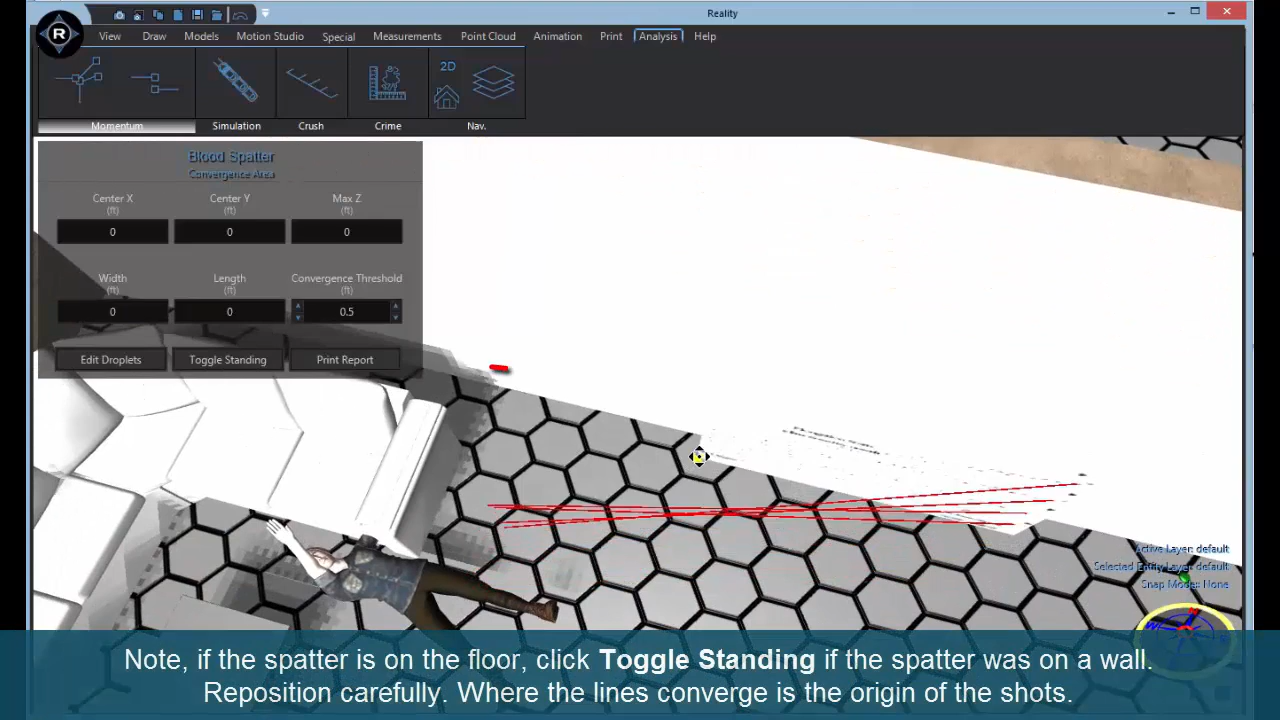 Reality
R
View Draw Models Motion Studio Special Measurements Point Cloud Animation Print Analysis Help
2D
Momentum Simulation Crush Crime Nav.
Blood Spatter
Convergence Area
Center X Center Y Max Z
(ft) (ft) (ft)
0 0 0
Width Length Convergence Threshold
(ft) (ft) (ft)
0 0 0.5
Edit Droplets Toggle Standing Print Report
Active Layer: default
Selected Entity Layer: default
Snap Modes: None
N
W
Note, if the spatter is on the floor, click Toggle Standing if the spatter was on a wall.
Reposition carefully. Where the lines converge is the origin of the shots.